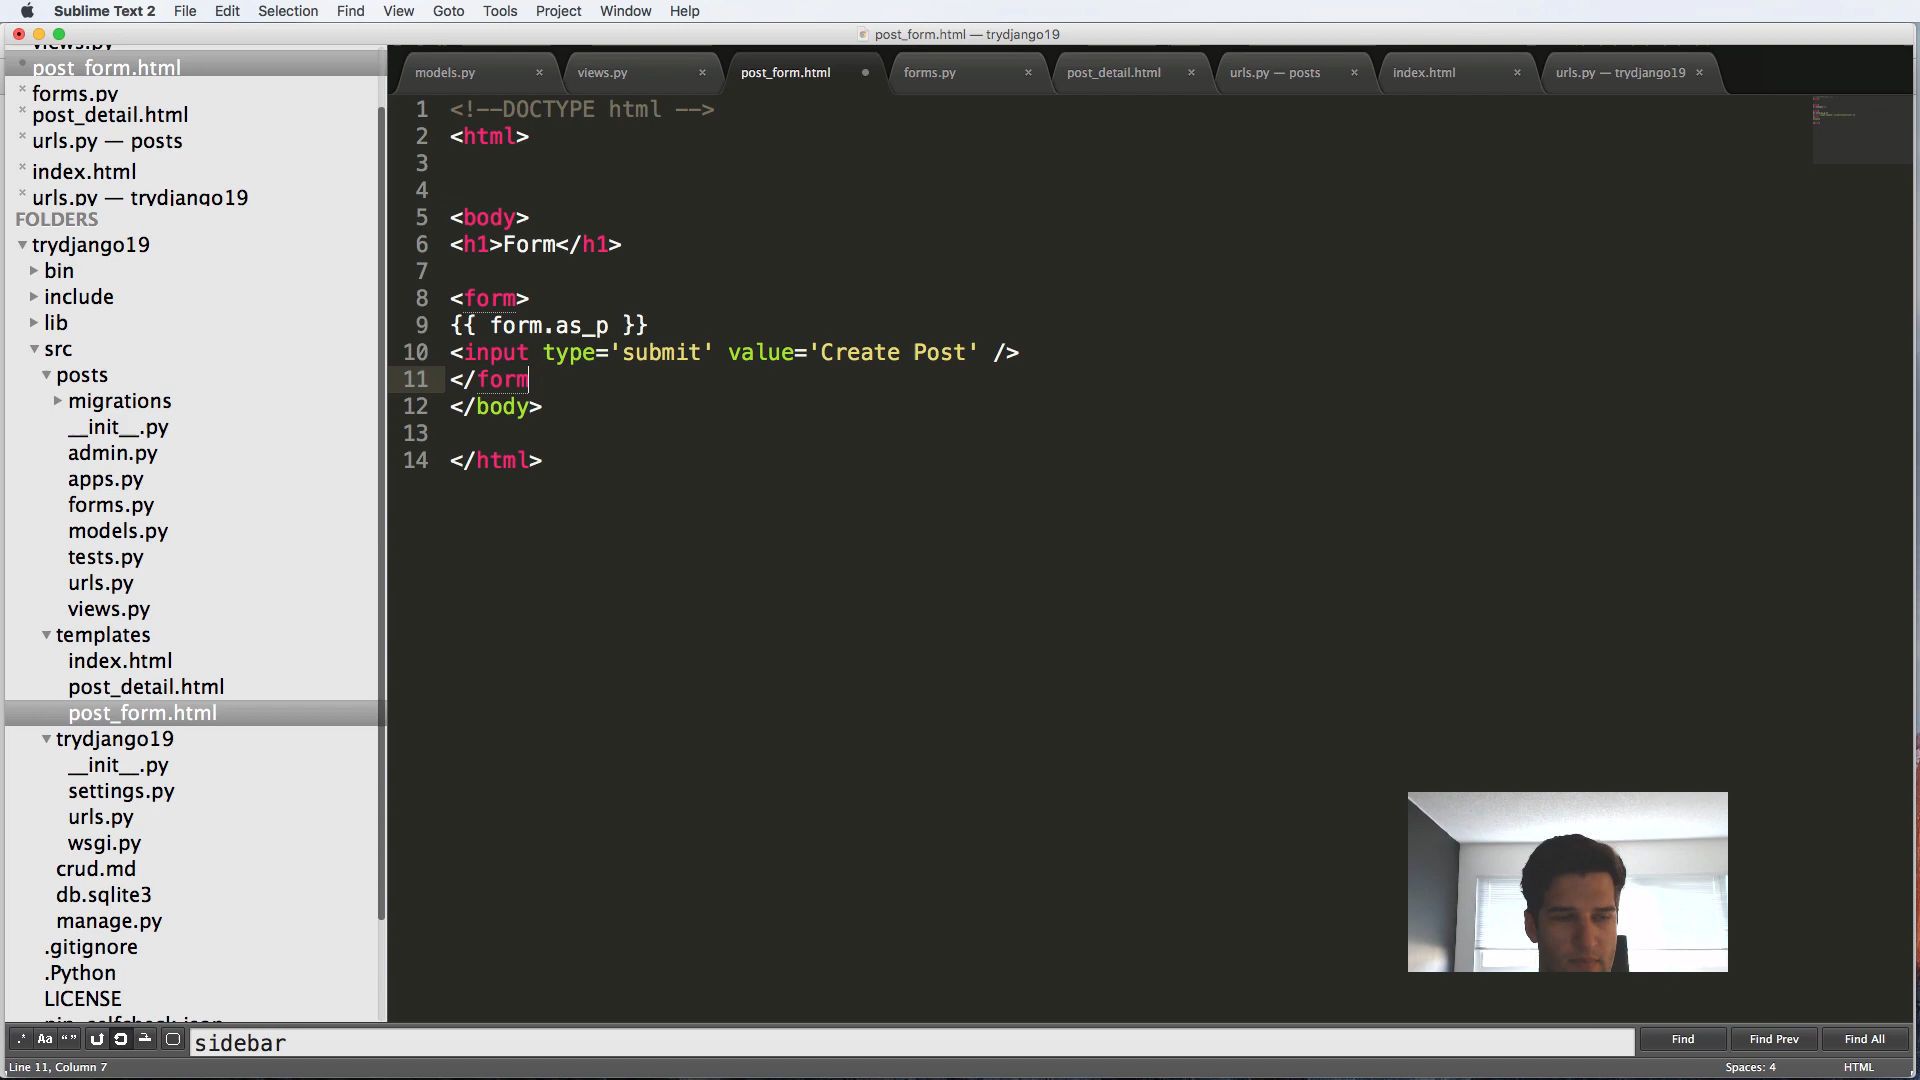 Sublime Text 2 File Edit Selection Find View Goto Tools Project Window Help
post_form.html — trydjango19
views.py
post_form.html
forms.py
post_detail.html
urls.py — posts
index.html
urls.py — trydjango19
FOLDERS
trydjango19
bin
include
lib
src
posts
migrations
__init__.py
admin.py
apps.py
forms.py
models.py
tests.py
urls.py
views.py
templates
index.html
post_detail.html
post_form.html
trydjango19
__init__.py
settings.py
urls.py
wsgi.py
crud.md
db.sqlite3
manage.py
.gitignore
.Python
LICENSE
models.py views.py post_form.html forms.py post_detail.html urls.py — posts index.html urls.py — trydjango19
1 <!--DOCTYPE html -->
2 <html>
3
4
5 <body>
6 <h1>Form</h1>
7
8 <form>
9 {{ form.as_p }}
10 <input type='submit' value='Create Post' />
11 </form
12 </body>
13
14 </html>
.* Aa “ ” sidebar Find Find Prev Find All
Line 11, Column 7 Spaces: 4 HTML